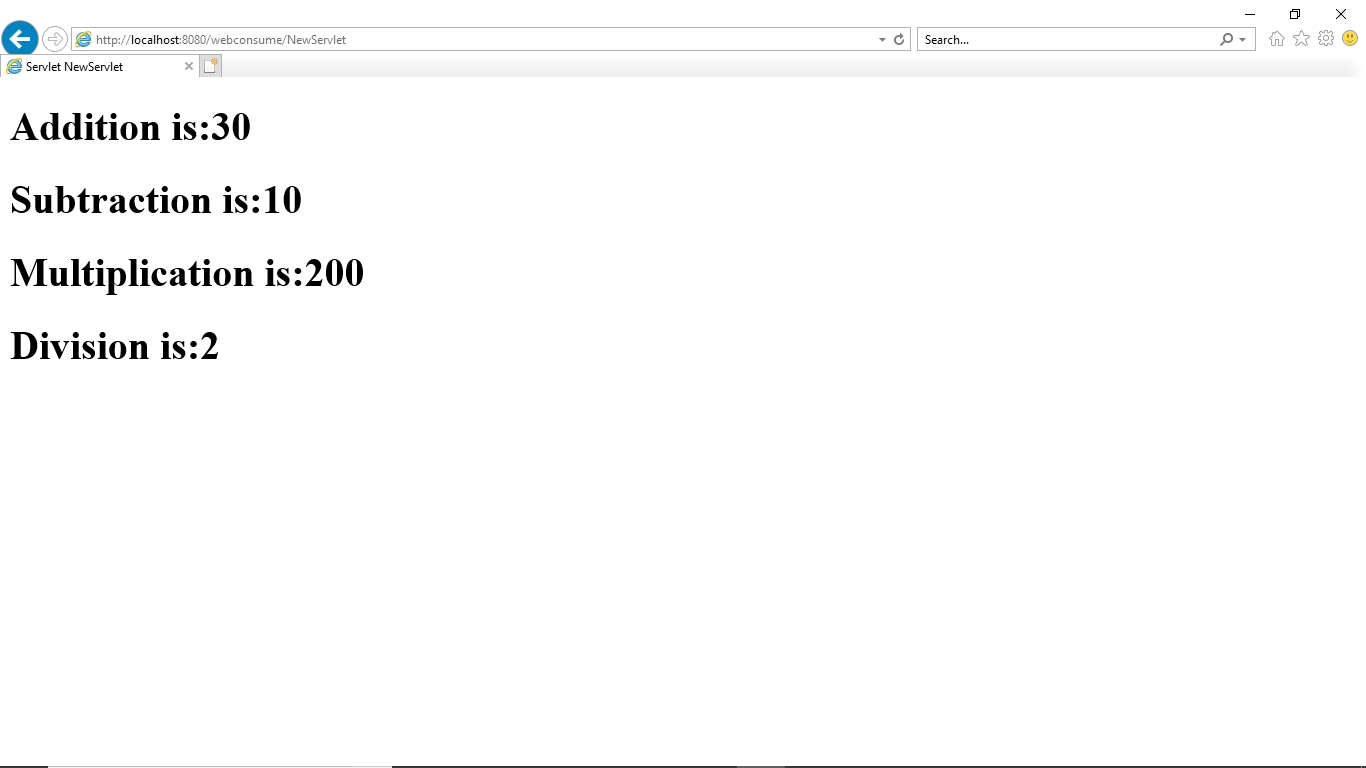 http://localhost:8080/webconsume/NewServlet
Search...
Servlet NewServlet
Addition is:30
Subtraction is:10
Multiplication is:200
Division is:2